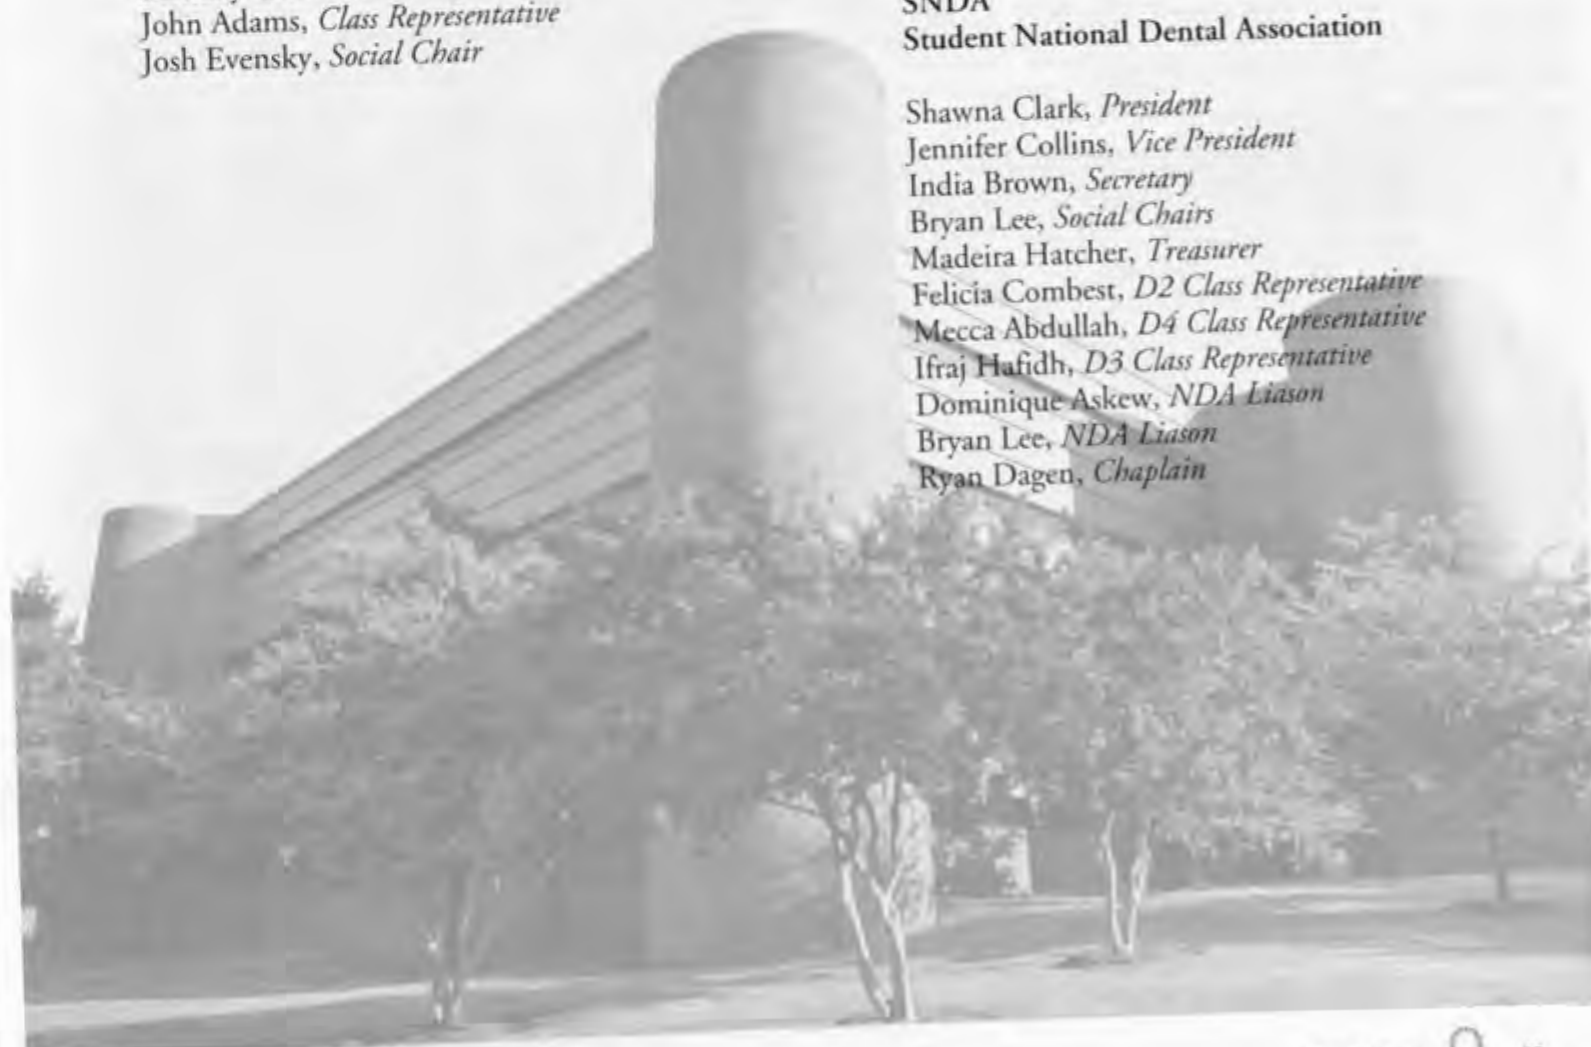 John Adams, Class Representative
Josh Evensky, Social Chair
SNDA
Student National Dental Association
Shawna Clark, President
Jennifer Collins, Vice President
India Brown, Secretary
Bryan Lee, Social Chairs
Madeira Hatcher, Treasurer
Felicia Combest, D2 Class Representative
Mecca Abdullah, D4 Class Representative
Ifraj Hafidh, D3 Class Representative
Dominique Askew, NDA Liason
Bryan Lee, NDA Liason
Ryan Dagen, Chaplain